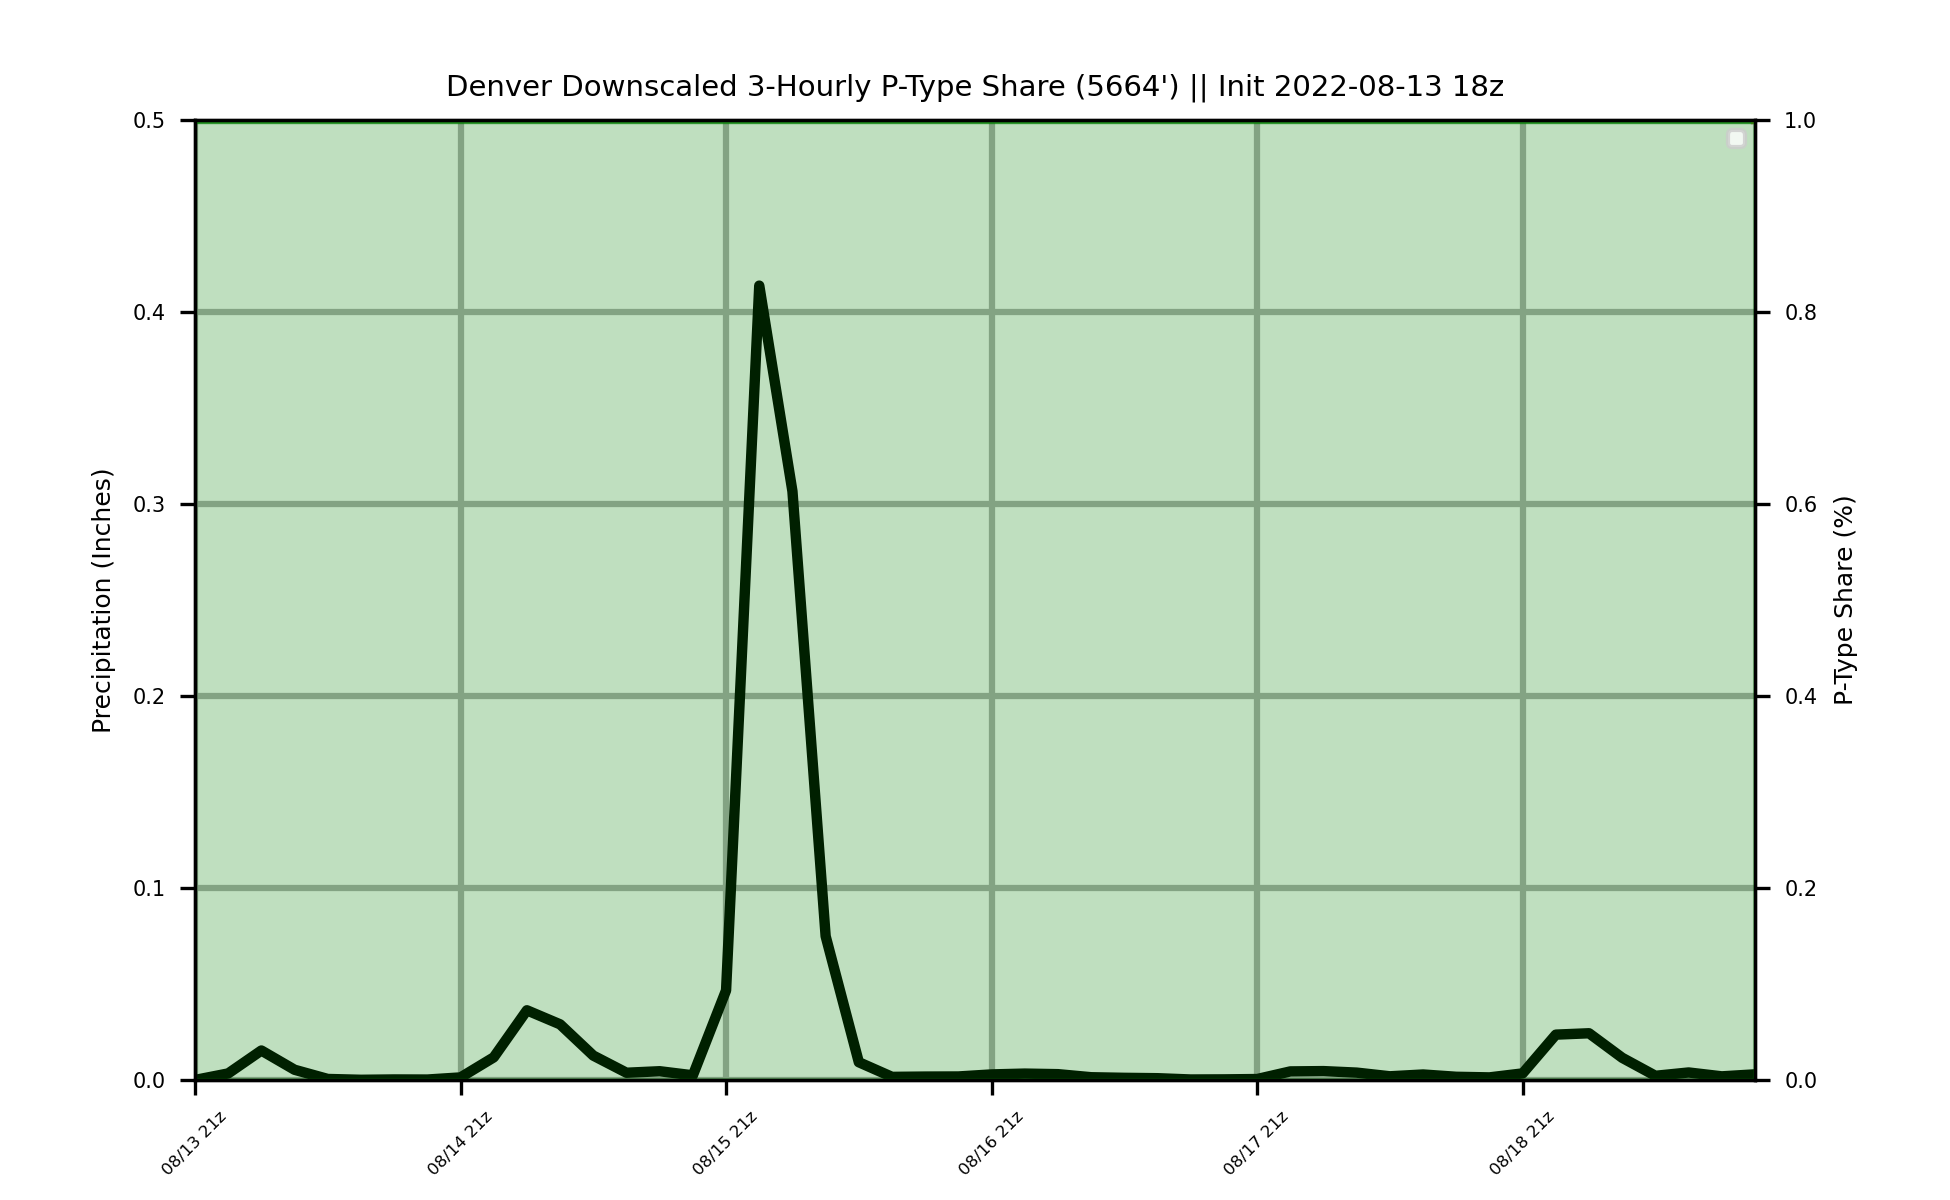 Denver Downscaled 3-Hourly P-Type Share (5664') || Init 2022-08-13 18z
Precipitation (Inches)
0.5
0.4
0.3
0.2
0.1
0.0
1.0
0.8
0.6
0.4
0.2
0.0
P-Type Share (%)
08/13 21z
08/14 21z
08/15 21z
08/16 21z
08/17 21z
08/18 21z